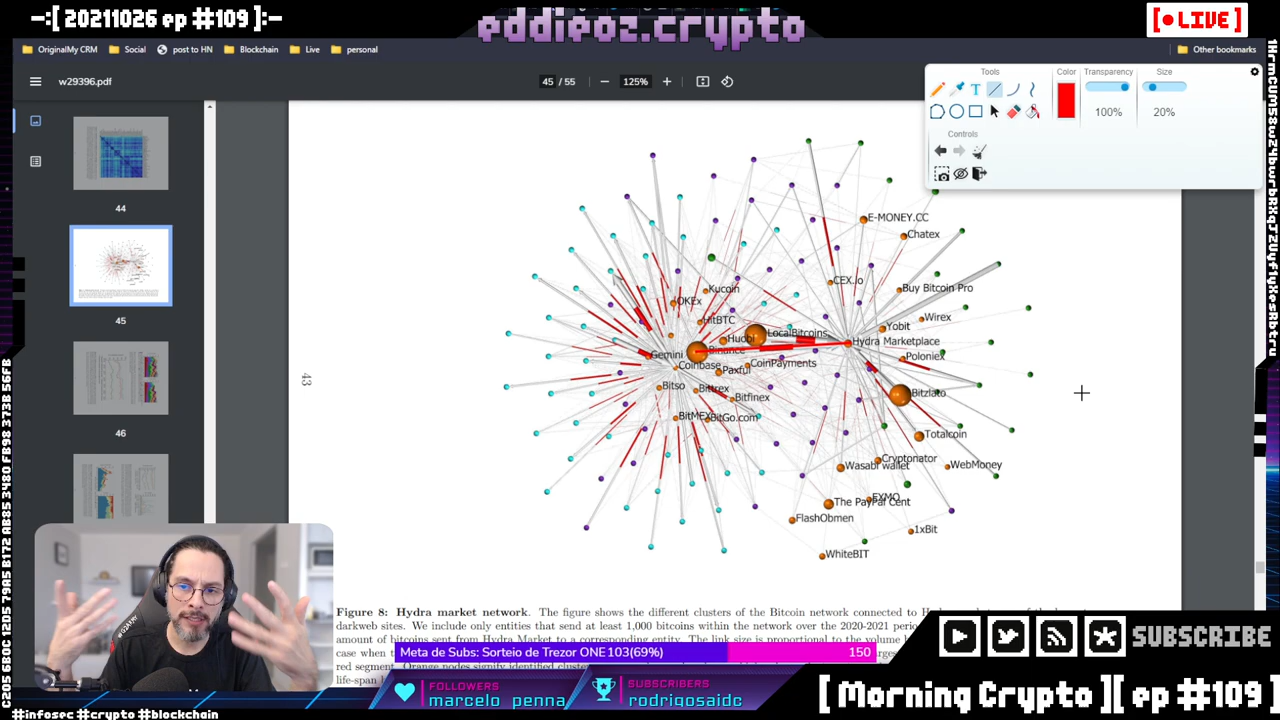 -:[ 20211026 ep #109 ]:-
eddieoz.crypto
[●LIVE]
OriginalMy CRM
Social
post to HN
Blockchain
Live
personal
Other bookmarks
w29396.pdf
45 / 55
125%
Tools
Color
Transparency
Size
100%
20%
Controls
44
45
46
43
E-MONEY.CC
Chatex
CEX.io
Buy Bitcoin Pro
Kucoin
OKEx
HitBTC
Wirex
Yobit
Huobi
LocalBitcoins
Hydra Marketplace
Binance
Gemini
Poloniex
Coinbase
Paxful
CoinPayments
Bitso
Bittrex
Bitzlato
Bitfinex
BitMEX
BitGo.com
Totalcoin
Cryptonator
Wasabi wallet
WebMoney
EXMO
The PayPal Cent
FlashObmen
1xBit
WhiteBIT
Figure 8: Hydra market network. The figure shows the different clusters of the Bitcoin network connected to
darkweb sites. We include only entities that send at least 1,000 bitcoins within the network over the 2020-2021
amount of bitcoins sent from Hydra Market to a corresponding entity. The link size is proportional to the volume
case when
red segment. Orange nodes signify identified
life-span
Meta de Subs: Sorteio de Trezor ONE 103(69%)
150
FOLLOWERS
marcelo_penna
SUBSCRIBERS
rodrigosaidc
SUBSCRIBE
[ Morning Crypto ][ ep #109 ]
#infosec #crypto #blockchain